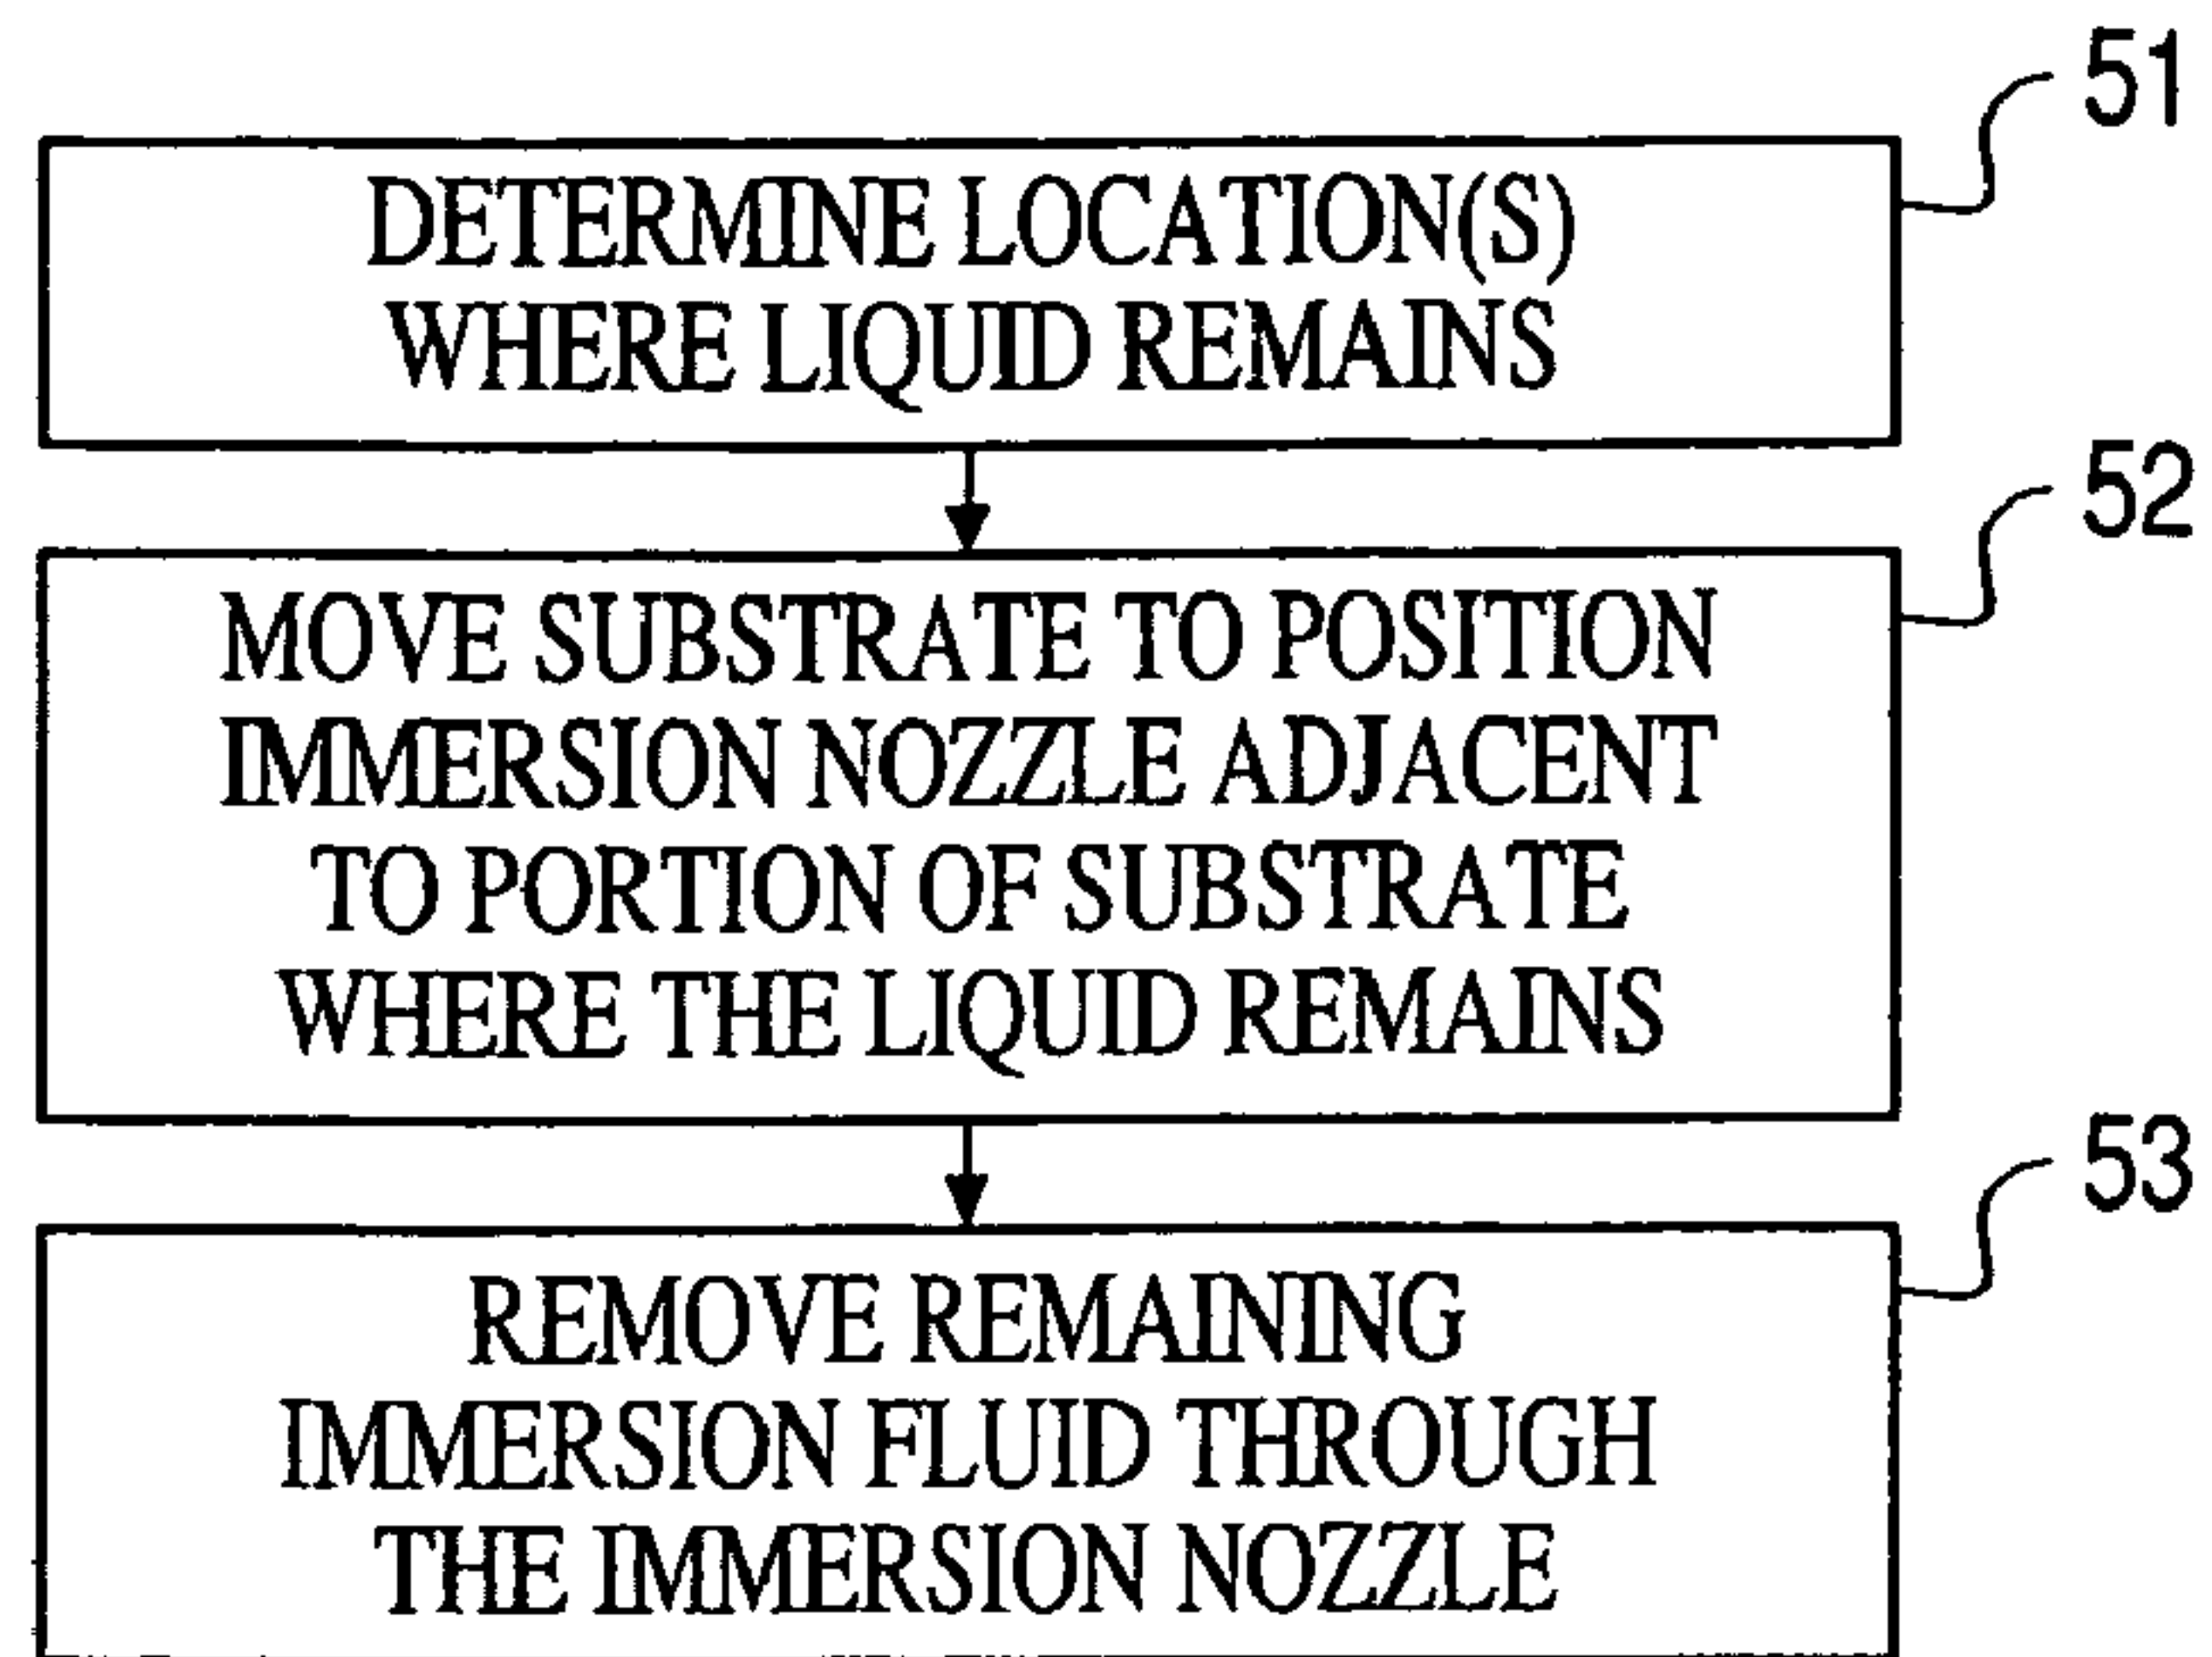 51
DETERMINE LOCATION(S)
WHERE LIQUID REMAINS
52
MOVE SUBSTRATE TO POSITION
IMMERSION NOZZLE ADJACENT
TO PORTION OF SUBSTRATE
WHERE THE LIQUID REMAINS
53
REMOVE REMAINING
IMMERSION FLUID THROUGH
THE IMMERSION NOZZLE